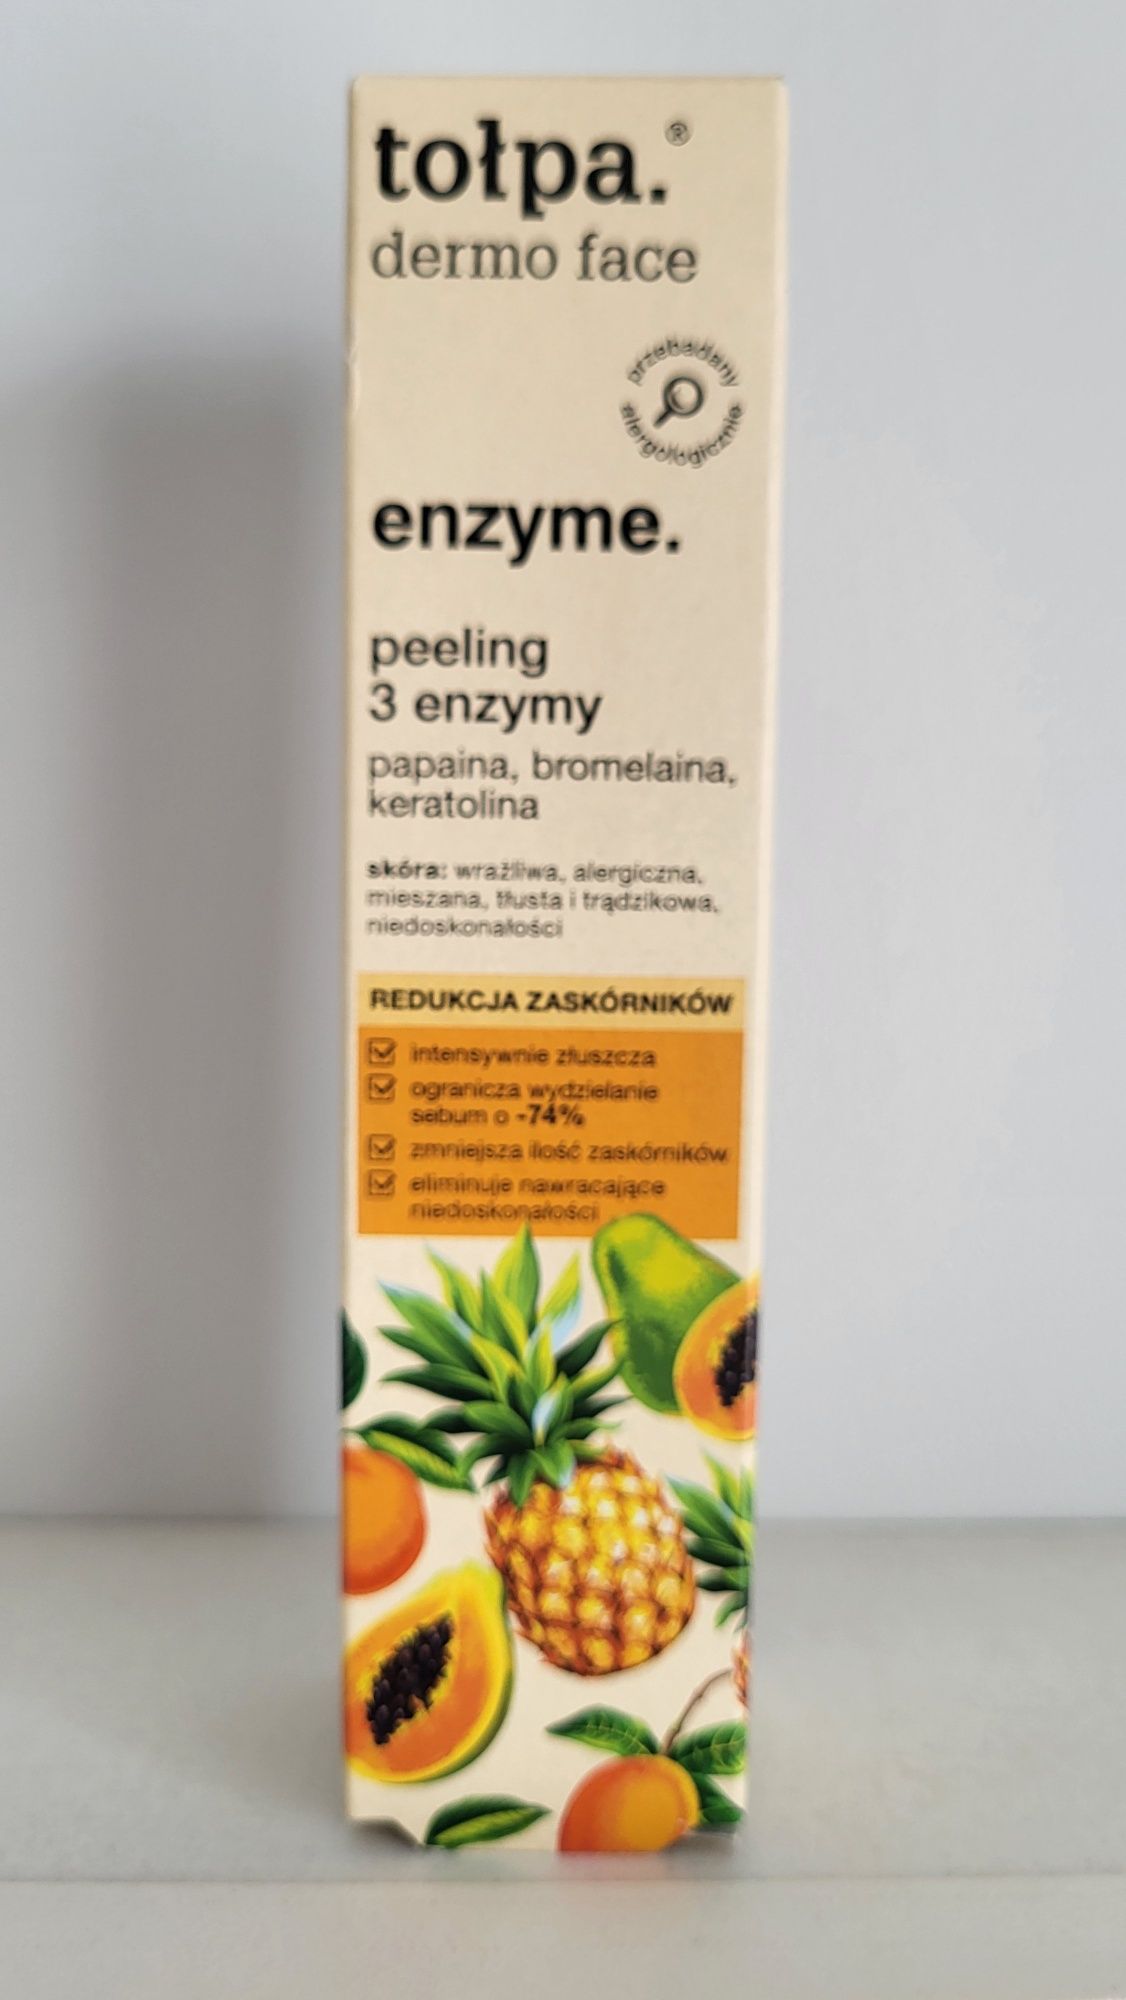 tołpa.®
dermo face
przebadany
alergologicznie
enzyme.
peeling
3 enzymy
papaina, bromelaina,
keratolina
skóra: wrażliwa, alergiczna,
mieszana, tłusta i trądzikowa,
niedoskonałości
REDUKCJA ZASKÓRNIKÓW
intensywnie złuszcza
ogranicza wydzielanie
sebum o -74%
zmniejsza ilość zaskórników
eliminuje nawracające
niedoskonałości